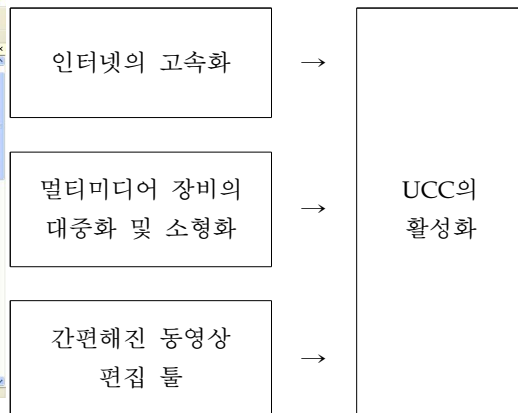 인터넷의 고속화
→
멀티미디어 장비의
대중화 및 소형화
→
간편해진 동영상
편집 툴
→
UCC의
활성화